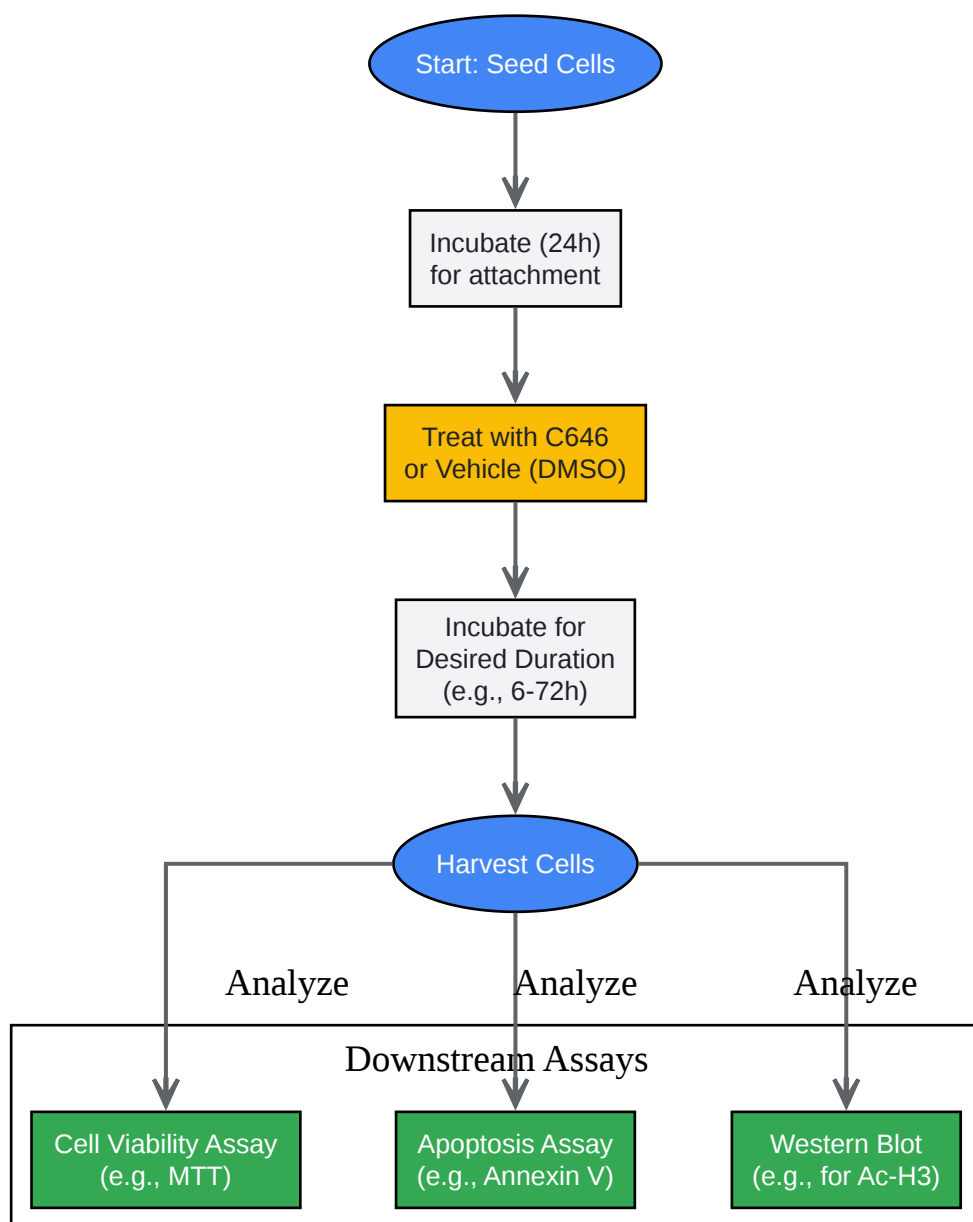 Start: Seed Cells
Incubate (24h)
for attachment
Treat with C646
or Vehicle (DMSO)
Incubate for
Desired Duration
(e.g., 6-72h)
Harvest Cells
Analyze
Analyze
Analyze
Downstream Assays
Cell Viability Assay
(e.g., MTT)
Apoptosis Assay
(e.g., Annexin V)
Western Blot
(e.g., for Ac-H3)